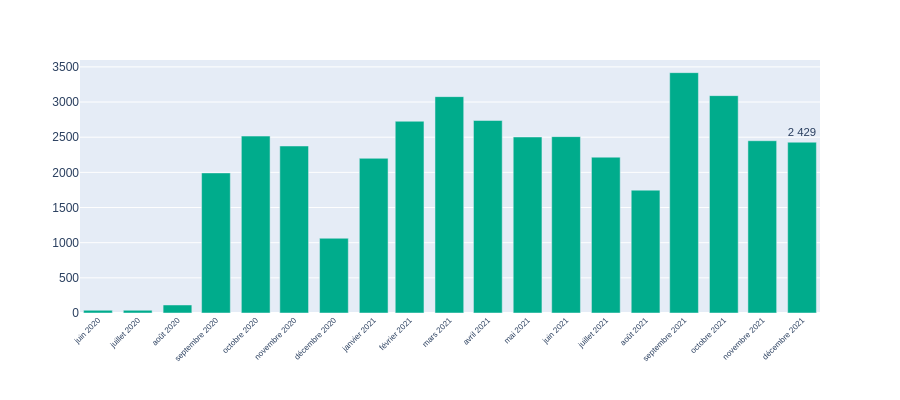 3500
3000
2500
2000
1500
1000
500
0
2 429
juin 2020
juillet 2020
août 2020
septembre 2020
octobre 2020
novembre 2020
décembre 2020
janvier 2021
février 2021
mars 2021
avril 2021
mai 2021
juin 2021
juillet 2021
août 2021
septembre 2021
octobre 2021
novembre 2021
décembre 2021